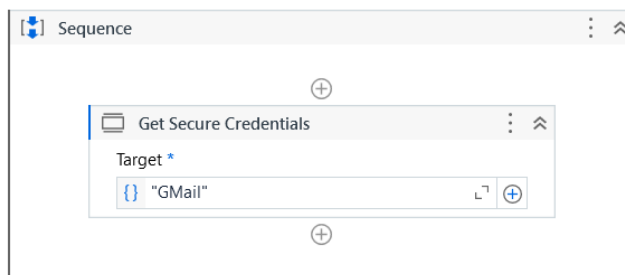 Sequence
Get Secure Credentials
Target *
{} "GMail"